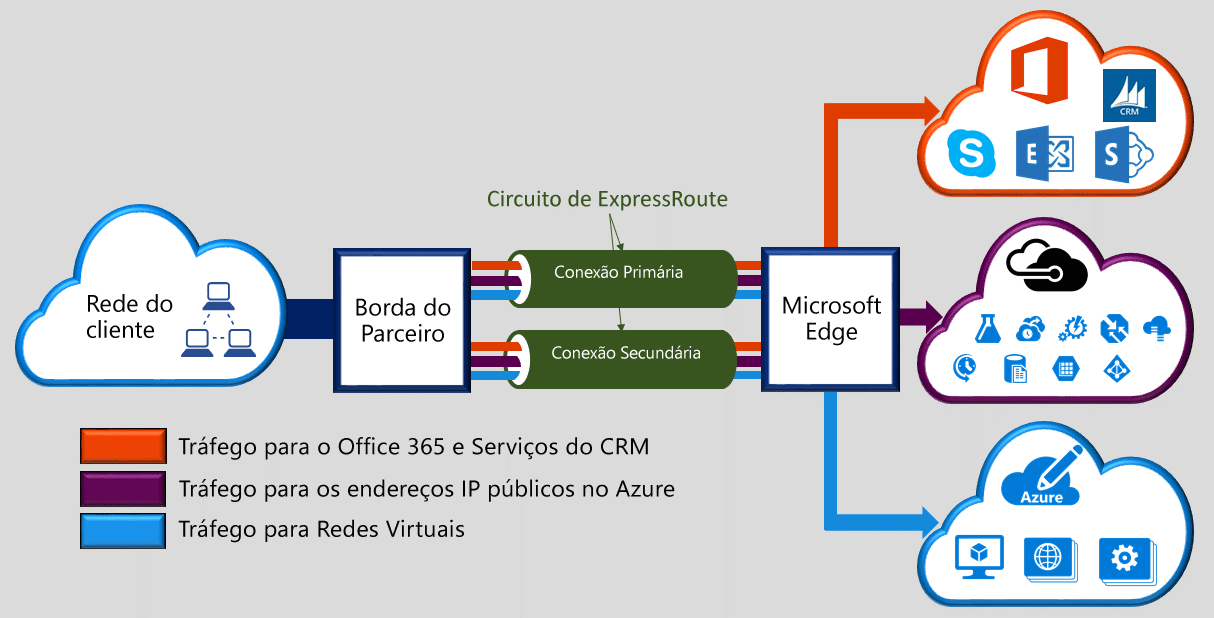 CRM
S
E
S
Circuito de ExpressRoute
Conexão Primária
Rede do
cliente
Borda do
Parceiro
Microsoft
Edge
Conexão Secundária
Tráfego para o Office 365 e Serviços do CRM
Tráfego para os endereços IP públicos no Azure
Tráfego para Redes Virtuais
Azure